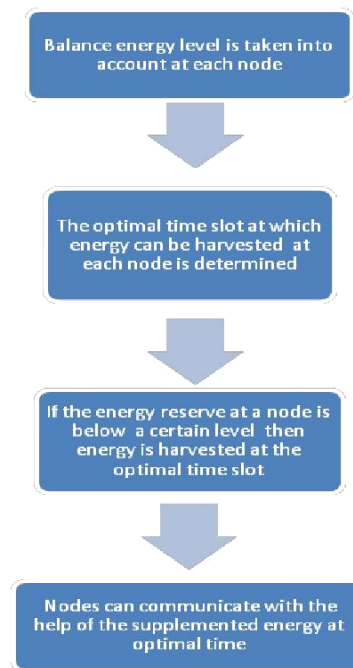 Balance energy level is taken into
account at each node
The optimal time slot at which
energy can be harvested at
each node is determined
If the energy reserve at a node is
below a certain level then
energy is harvested at the
optimal time slot
Nodes can communicate with the
help of the supplemented energy at
optimal time